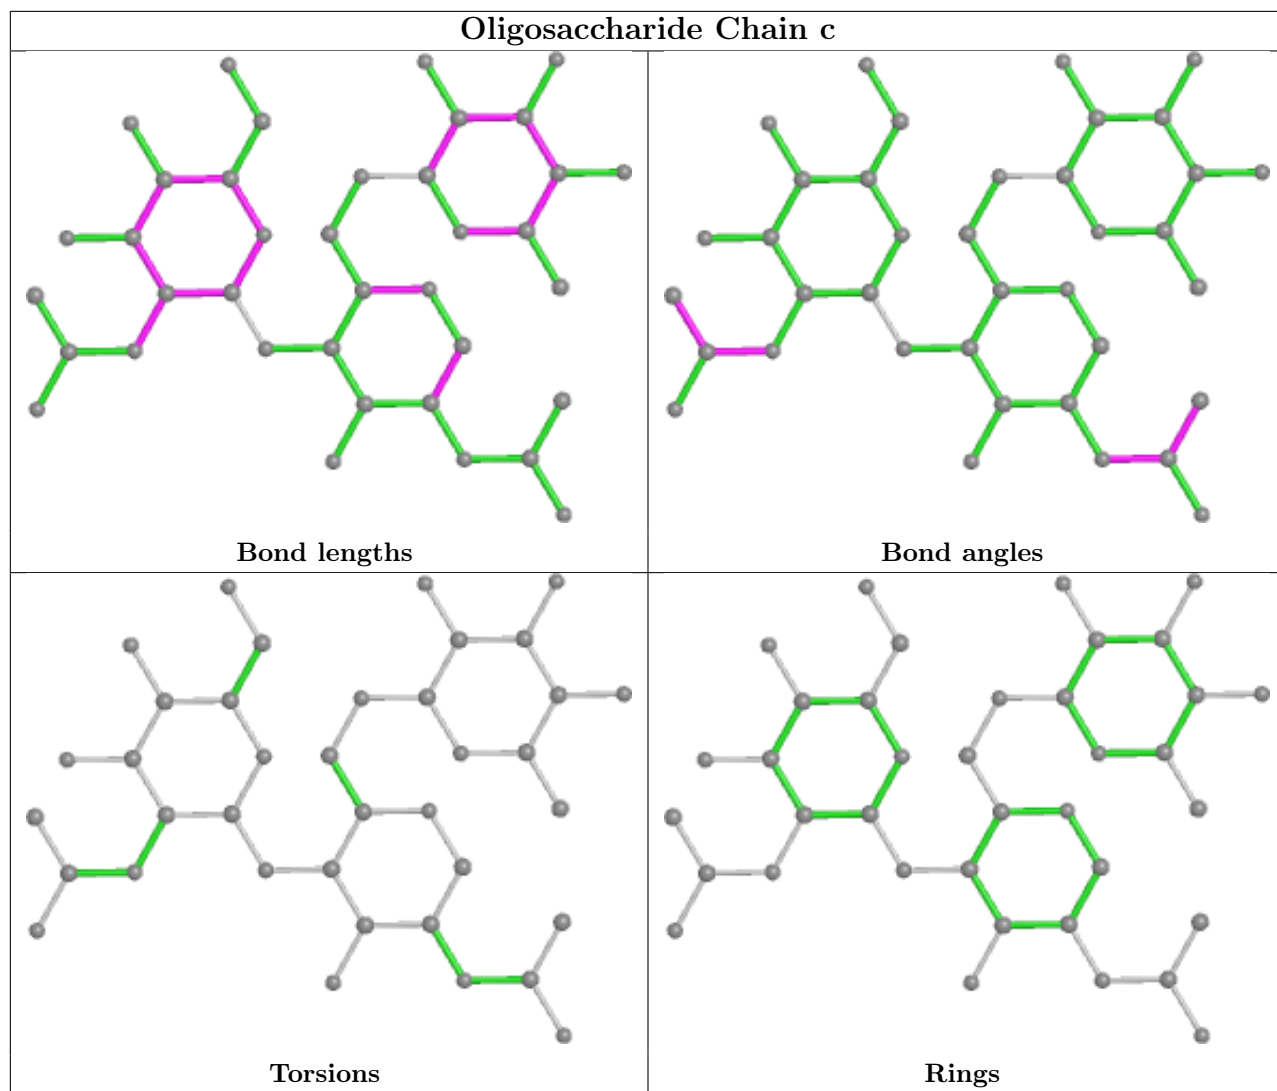 Oligosaccharide Chain c
Bond lengths
Bond angles
Torsions
Rings